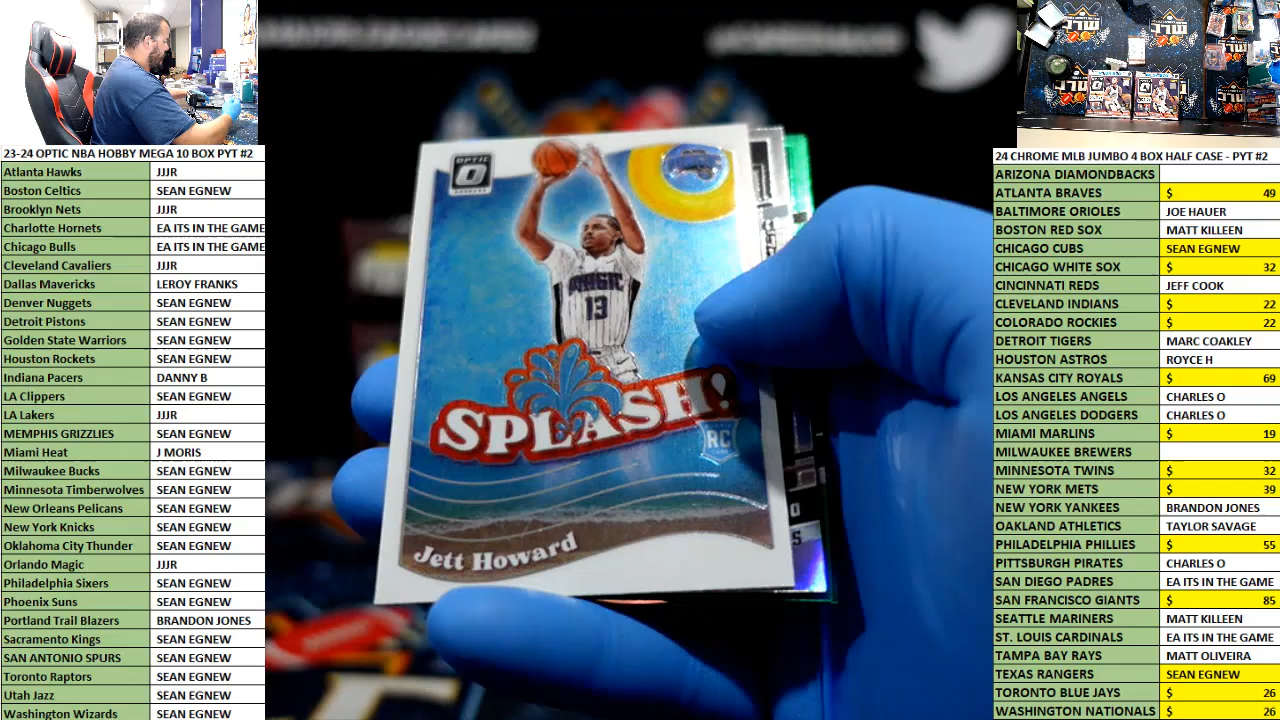 23-24 OPTIC NBA HOBBY MEGA 10 BOX PYT #2
Atlanta Hawks JJJR
Boston Celtics SEAN EGNEW
Brooklyn Nets JJJR
Charlotte Hornets EA ITS IN THE GAME
Chicago Bulls EA ITS IN THE GAME
Cleveland Cavaliers JJJR
Dallas Mavericks LEROY FRANKS
Denver Nuggets SEAN EGNEW
Detroit Pistons SEAN EGNEW
Golden State Warriors SEAN EGNEW
Houston Rockets SEAN EGNEW
Indiana Pacers DANNY B
LA Clippers SEAN EGNEW
LA Lakers JJJR
MEMPHIS GRIZZLIES SEAN EGNEW
Miami Heat J MORIS
Milwaukee Bucks SEAN EGNEW
Minnesota Timberwolves SEAN EGNEW
New Orleans Pelicans SEAN EGNEW
New York Knicks SEAN EGNEW
Oklahoma City Thunder SEAN EGNEW
Orlando Magic JJJR
Philadelphia Sixers SEAN EGNEW
Phoenix Suns SEAN EGNEW
Portland Trail Blazers BRANDON JONES
Sacramento Kings SEAN EGNEW
SAN ANTONIO SPURS SEAN EGNEW
Toronto Raptors SEAN EGNEW
Utah Jazz SEAN EGNEW
Washington Wizards SEAN EGNEW
OPTIC
MAGIC
13
SPLASH!
RC
Jett Howard
24 CHROME MLB JUMBO 4 BOX HALF CASE - PYT #2
ARIZONA DIAMONDBACKS
ATLANTA BRAVES $ 49
BALTIMORE ORIOLES JOE HAUER
BOSTON RED SOX MATT KILLEEN
CHICAGO CUBS SEAN EGNEW
CHICAGO WHITE SOX $ 32
CINCINNATI REDS JEFF COOK
CLEVELAND INDIANS $ 22
COLORADO ROCKIES $ 22
DETROIT TIGERS MARC COAKLEY
HOUSTON ASTROS ROYCE H
KANSAS CITY ROYALS $ 69
LOS ANGELES ANGELS CHARLES O
LOS ANGELES DODGERS CHARLES O
MIAMI MARLINS $ 19
MILWAUKEE BREWERS
MINNESOTA TWINS $ 32
NEW YORK METS $ 39
NEW YORK YANKEES BRANDON JONES
OAKLAND ATHLETICS TAYLOR SAVAGE
PHILADELPHIA PHILLIES $ 55
PITTSBURGH PIRATES CHARLES O
SAN DIEGO PADRES EA ITS IN THE GAME
SAN FRANCISCO GIANTS $ 85
SEATTLE MARINERS MATT KILLEEN
ST. LOUIS CARDINALS EA ITS IN THE GAME
TAMPA BAY RAYS MATT OLIVEIRA
TEXAS RANGERS SEAN EGNEW
TORONTO BLUE JAYS $ 26
WASHINGTON NATIONALS $ 26